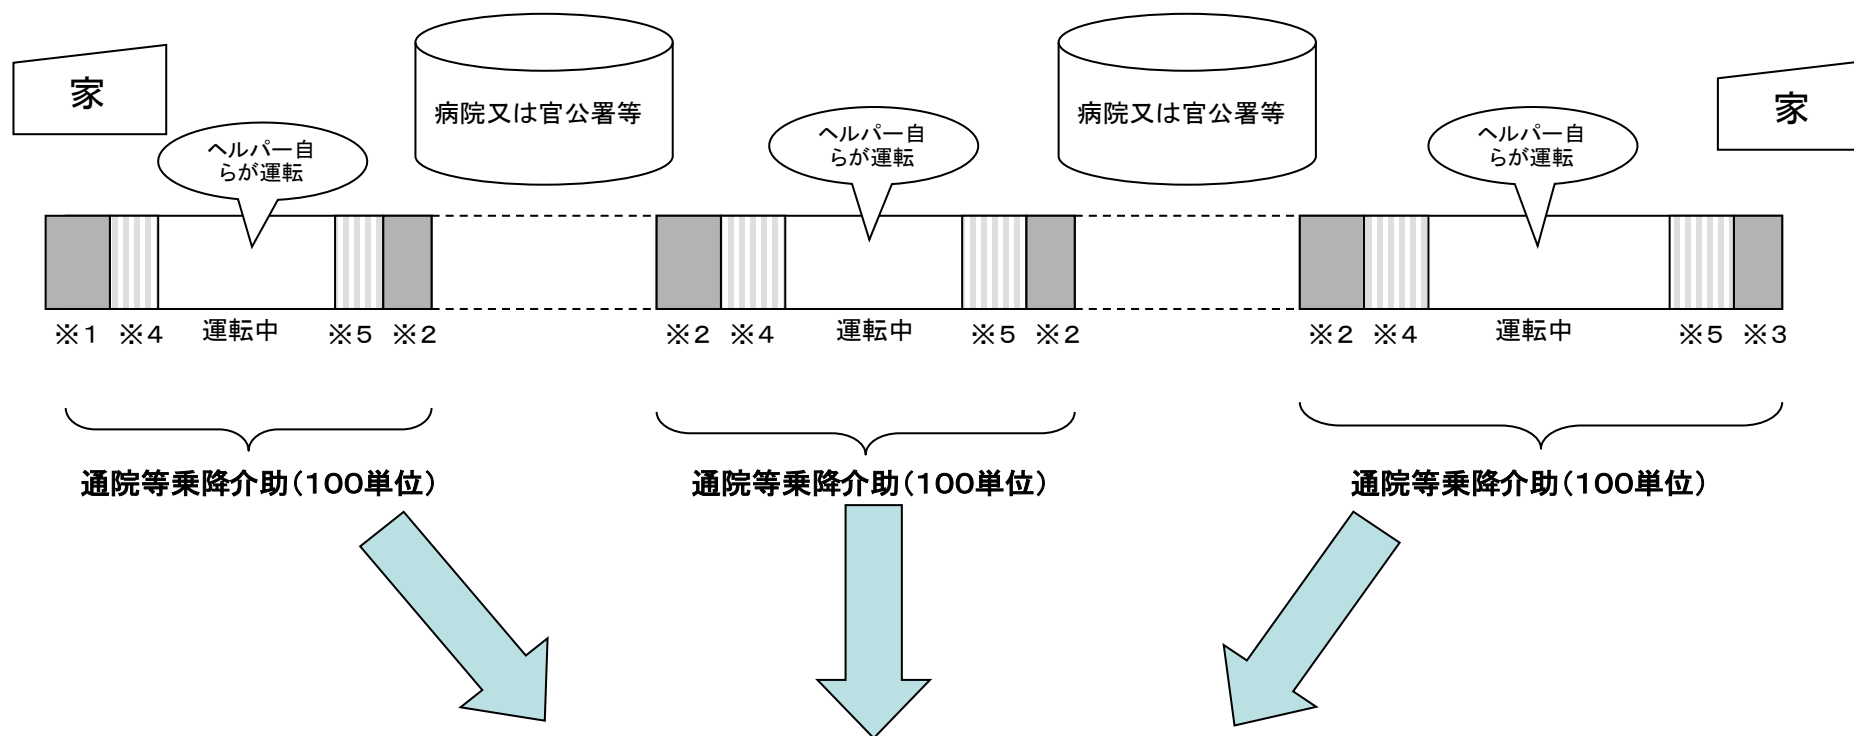 家
病院又は官公署等
病院又は官公署等
家
ヘルパー自
らが運転
ヘルパー自
らが運転
ヘルパー自
らが運転
※1 ※4 運転中 ※5 ※2
※2 ※4 運転中 ※5 ※2
※2 ※4 運転中 ※5 ※3
通院等乗降介助(100単位)
通院等乗降介助(100単位)
通院等乗降介助(100単位)